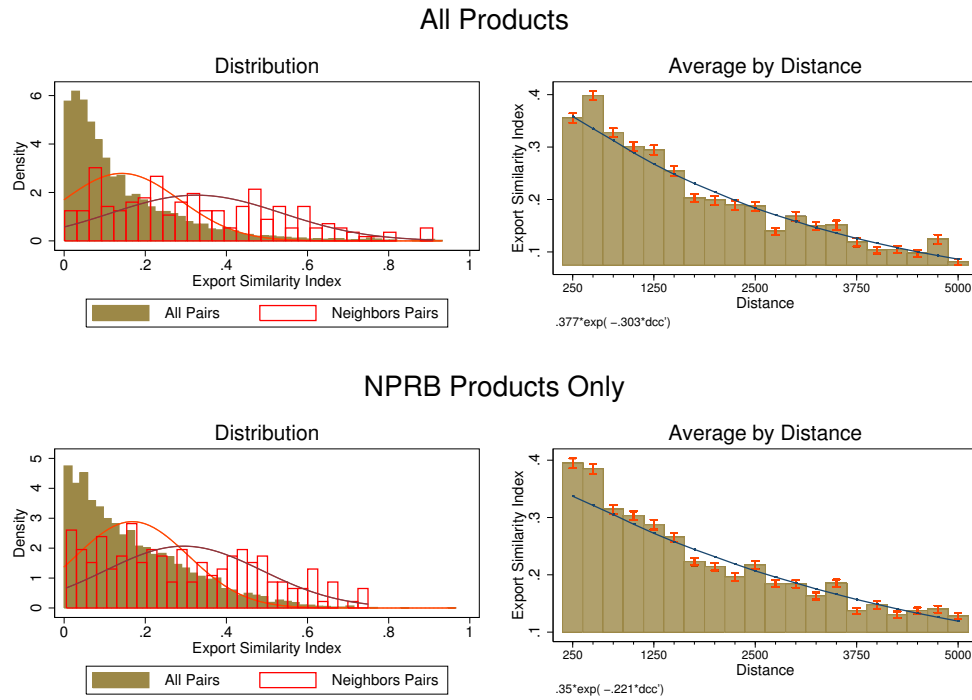 All Products
Distribution
Density
0 2 4 6
0 .2 .4 .6 .8 1
Export Similarity Index
All Pairs Neighbors Pairs
Average by Distance
Export Similarity Index
.1 .2 .3 .4
250 1250 2500 3750 5000
Distance
.377*exp( −.303*dcc')
NPRB Products Only
Distribution
Density
0 1 2 3 4 5
0 .2 .4 .6 .8 1
Export Similarity Index
All Pairs Neighbors Pairs
Average by Distance
Export Similarity Index
.1 .2 .3 .4
250 1250 2500 3750 5000
Distance
.35*exp( −.221*dcc')